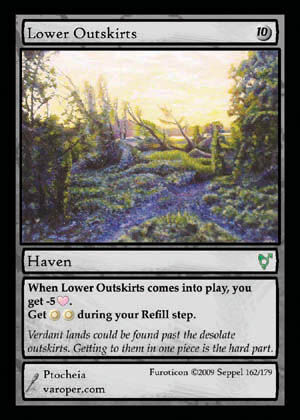 Lower Outskirts 10
Haven
When Lower Outskirts comes into play, you
get -5.
Get during your Refill step.
Verdant lands could be found past the desolate
outskirts. Getting to them in one piece is the hard part.
Ptocheia Furoticon ©2009 Seppel 162/179
varoper.com